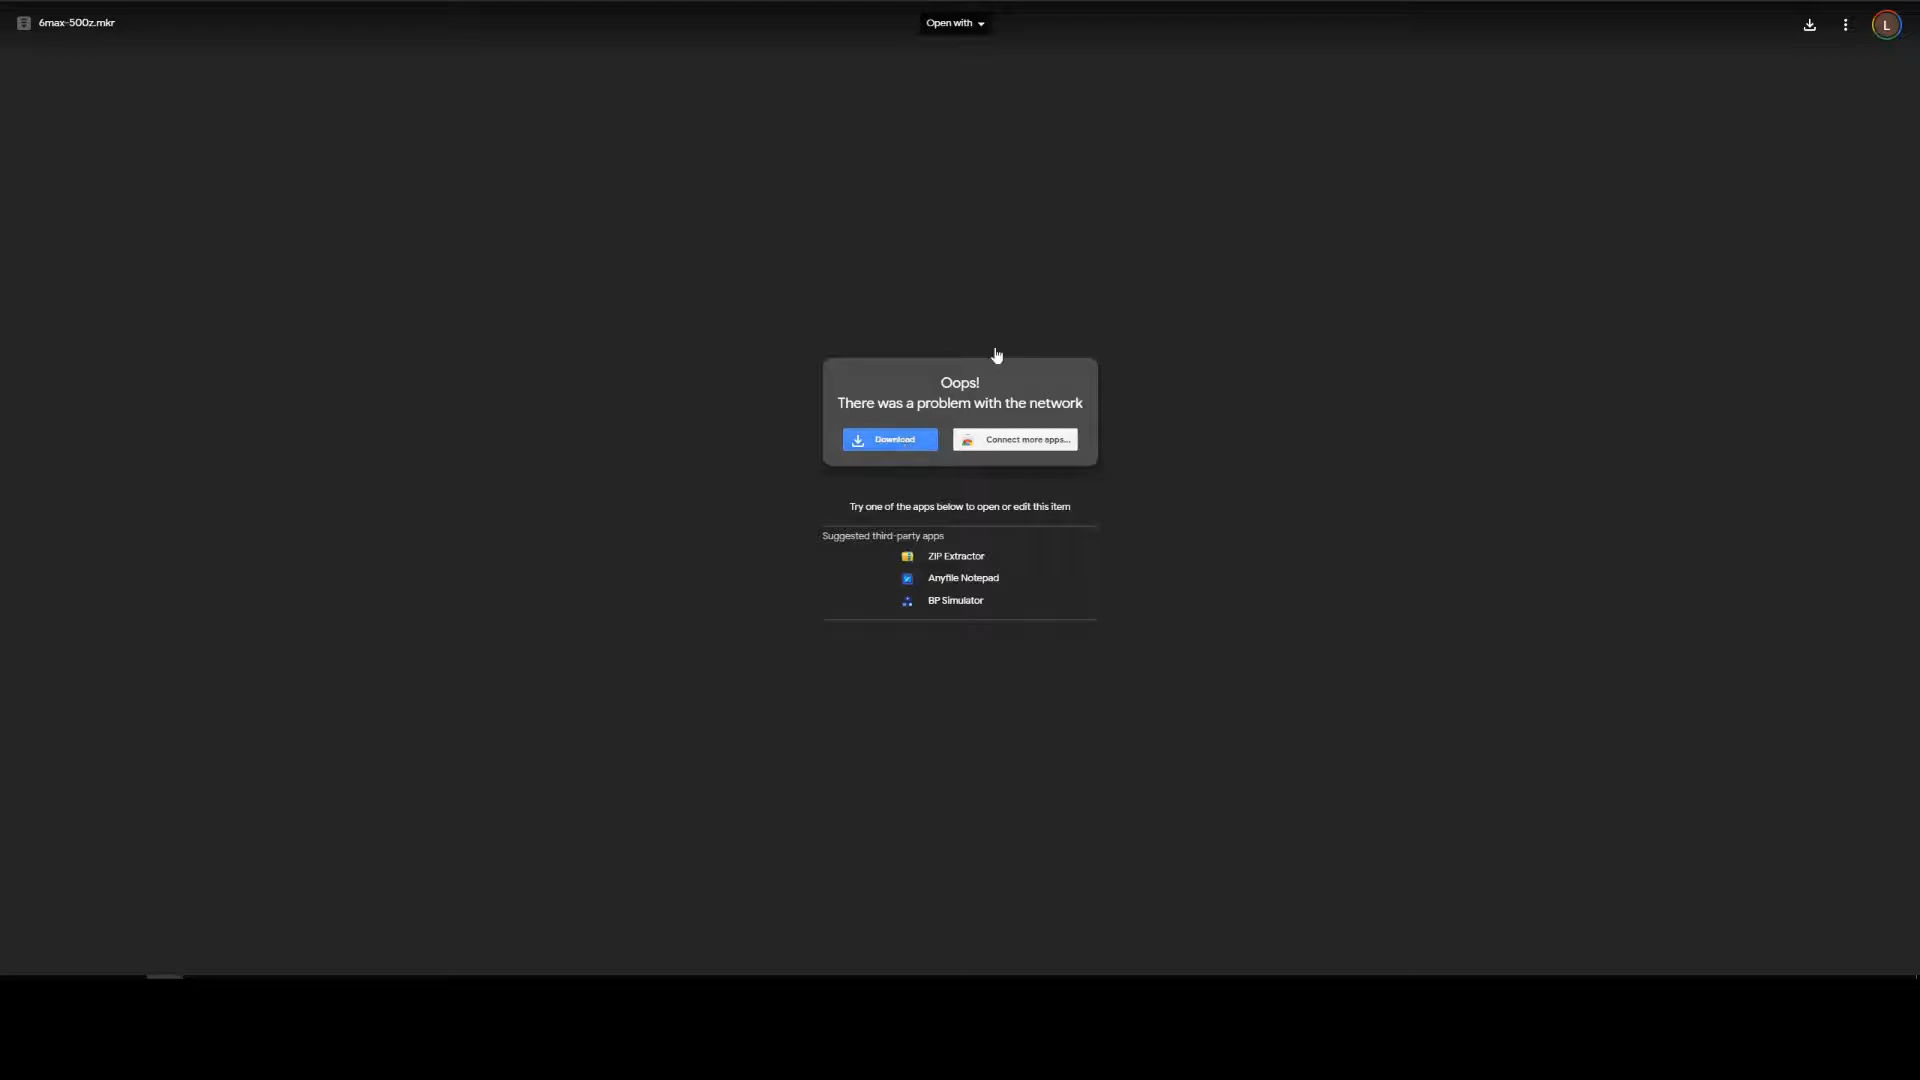 6max-500z.mkr
Open with
L
Oops!
There was a problem with the network
Download
Connect more apps...
Try one of the apps below to open or edit this item
Suggested third-party apps
ZIP Extractor
Anyfile Notepad
BP Simulator